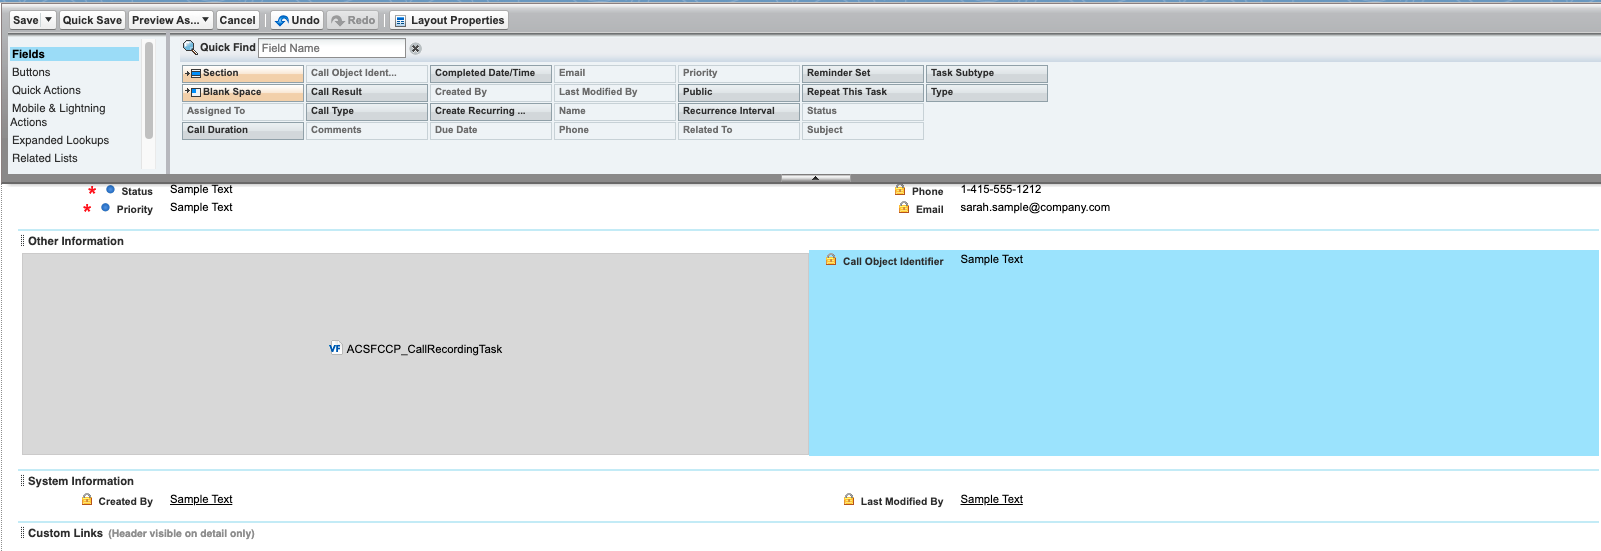 Save Quick Save Preview As... Cancel Undo Redo Layout Properties
Fields
Buttons
Quick Actions
Mobile & Lightning
Actions
Expanded Lookups
Related Lists
Quick Find Field Name
Section Call Object Ident... Completed Date/Time Email Priority Reminder Set Task Subtype
Blank Space Call Result Created By Last Modified By Public Repeat This Task Type
Assigned To Call Type Create Recurring ... Name Recurrence Interval Status
Call Duration Comments Due Date Phone Related To Subject
* Status Sample Text Phone 1-415-555-1212
* Priority Sample Text Email sarah.sample@company.com
Other Information
Call Object Identifier Sample Text
VF ACSFCCP_CallRecordingTask
System Information
Created By Sample Text Last Modified By Sample Text
Custom Links (Header visible on detail only)